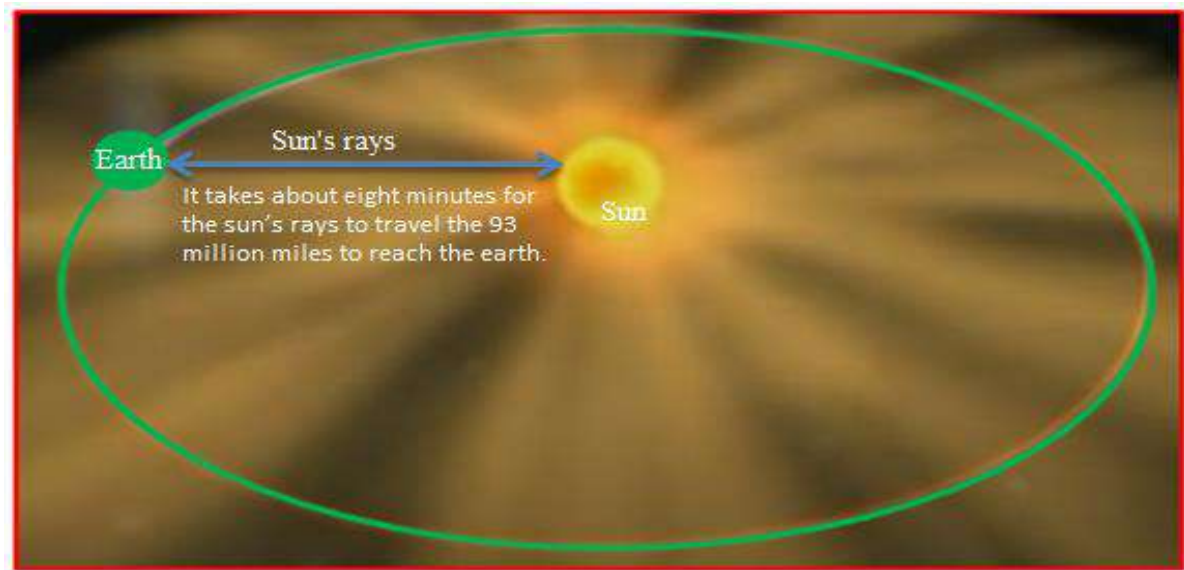 Sun's rays
Earth
It takes about eight minutes for
the sun’s rays to travel the 93
million miles to reach the earth.
Sun